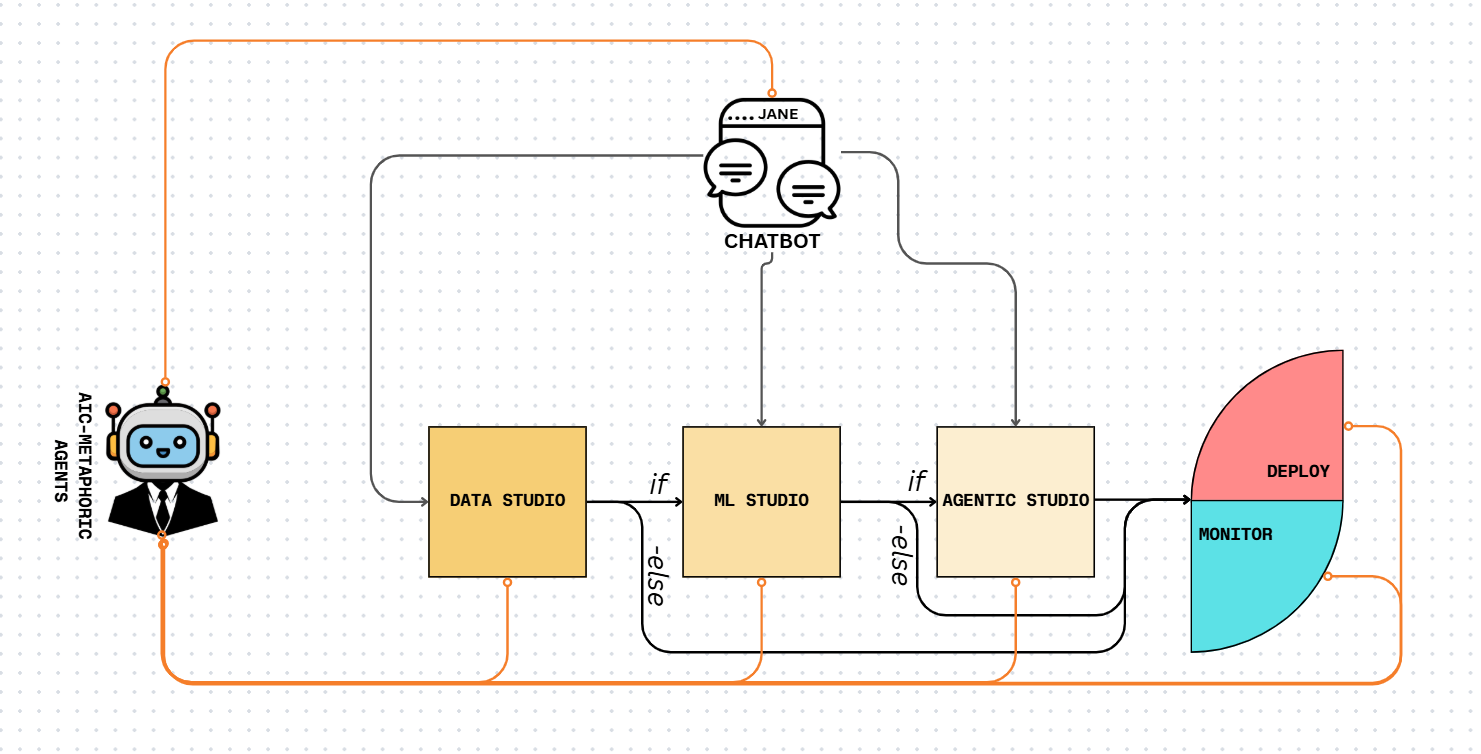 JANE
CHATBOT
AIC-METAPHORIC
AGENTS
DATA STUDIO
if
-else
ML STUDIO
if
-else
AGENTIC STUDIO
DEPLOY
MONITOR